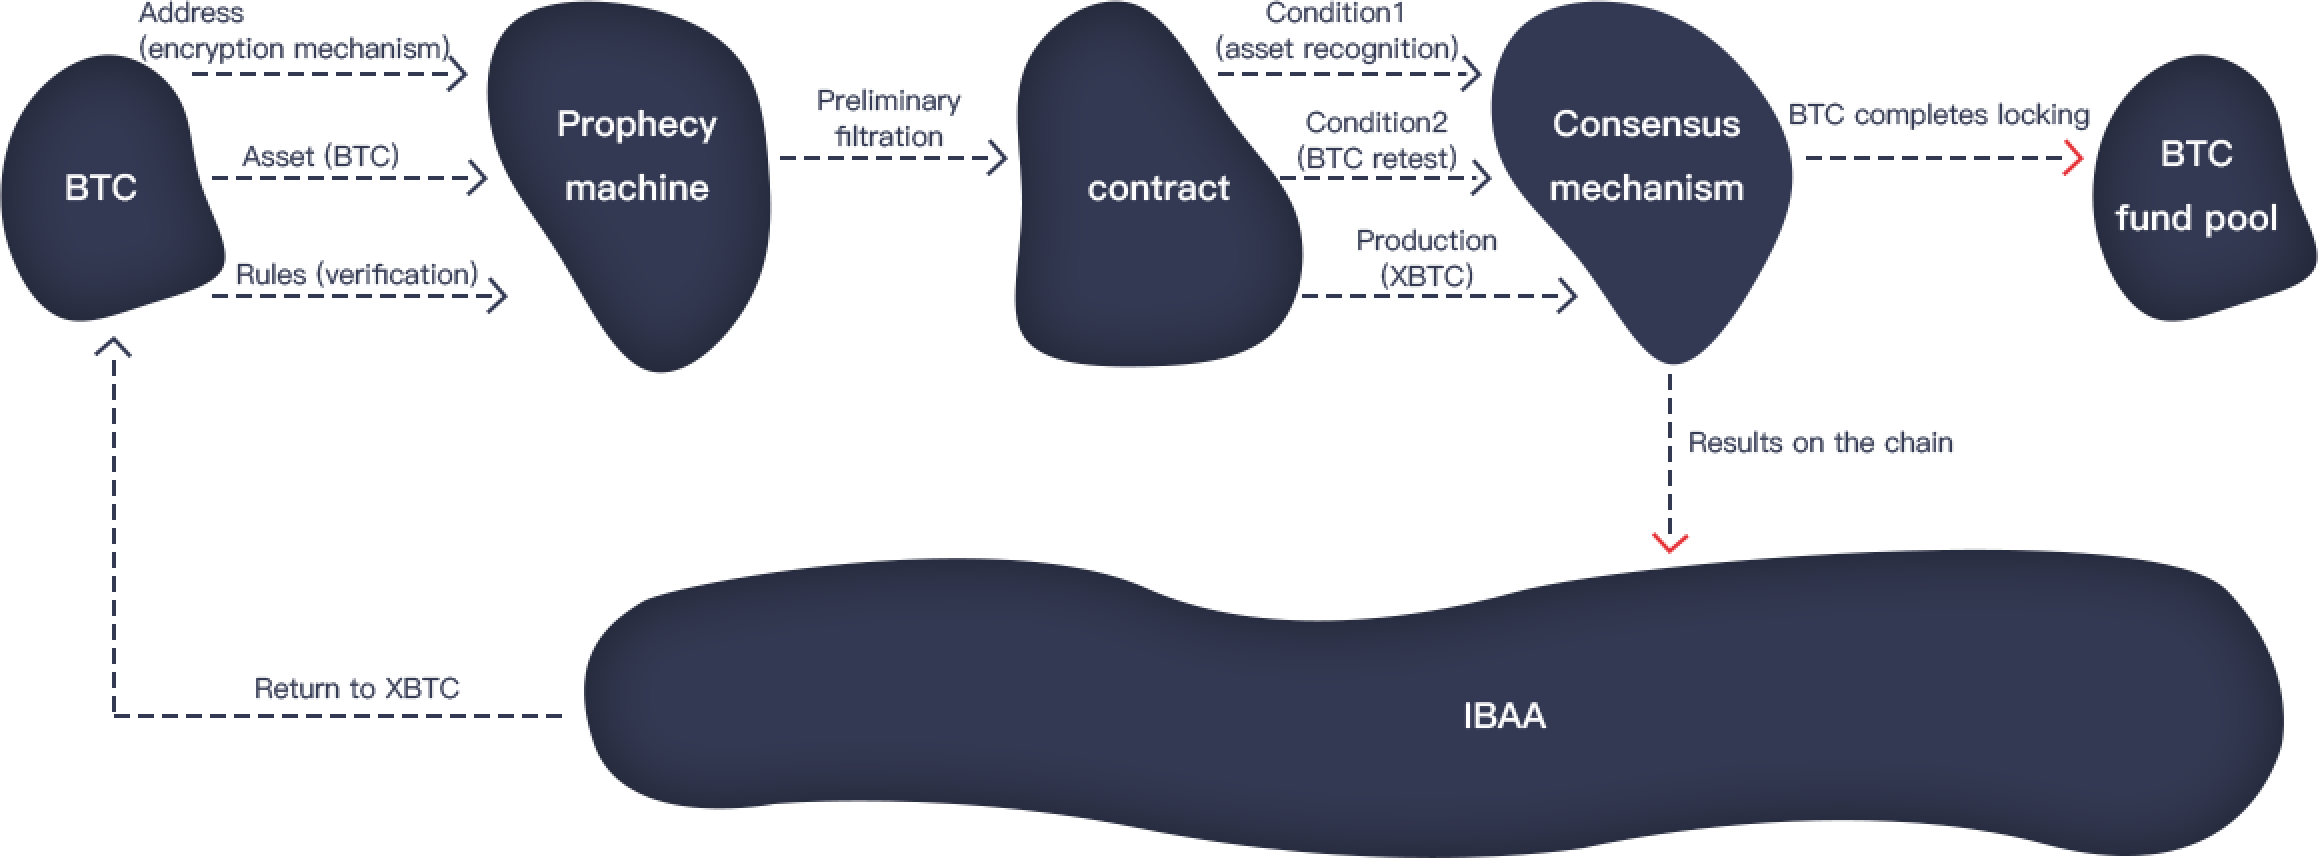 Address
(encryption mechanism)
BTC
Asset (BTC)
Rules (verification)
Prophecy
machine
Preliminary
filtration
contract
Condition1
(asset recognition)
Condition2
(BTC retest)
Production
(XBTC)
Consensus
mechanism
BTC completes locking
BTC
fund pool
Results on the chain
Return to XBTC
IBAA